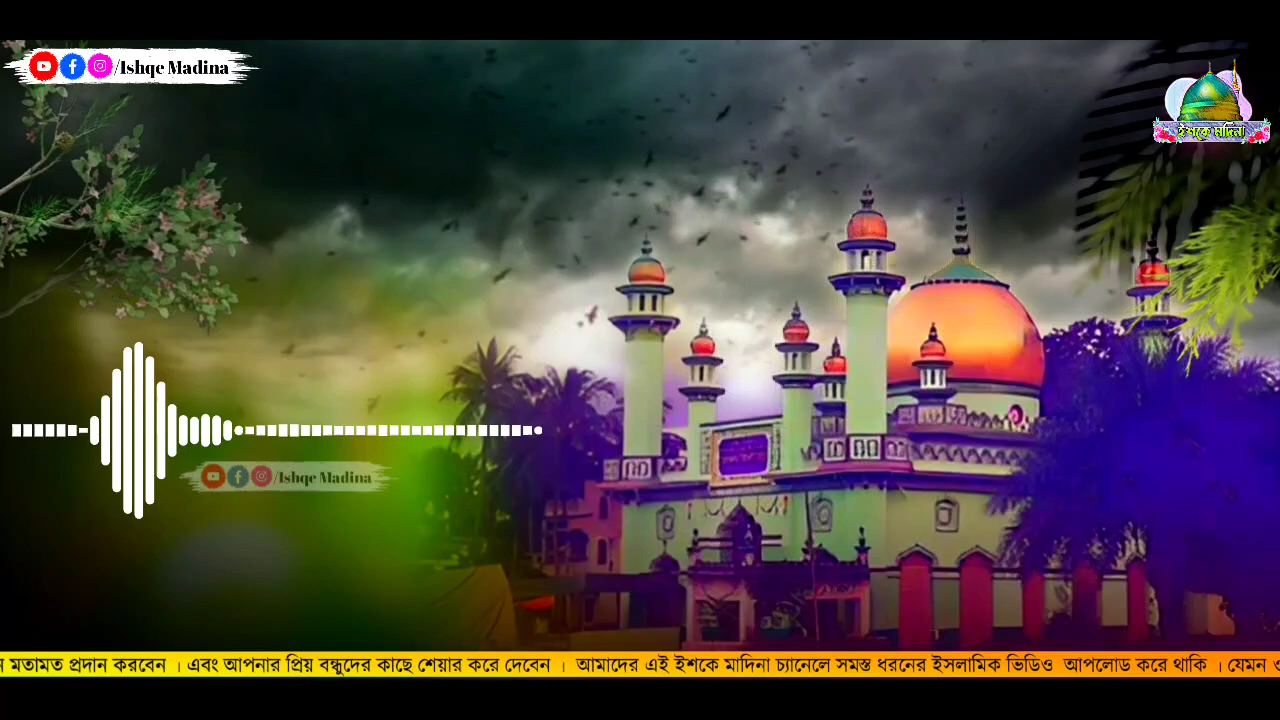 /Ishqe Madina
ইশকে মদিনা
/Ishqe Madina
মতামত প্রদান করবেন । এবং আপনার প্রিয় বন্ধুদের কাছে শেয়ার করে দেবেন । আমাদের এই ইশকে মাদিনা চ্যানেলে সমস্ত ধরনের ইসলামিক ভিডিও আপলোড করে থাকি । যেমন